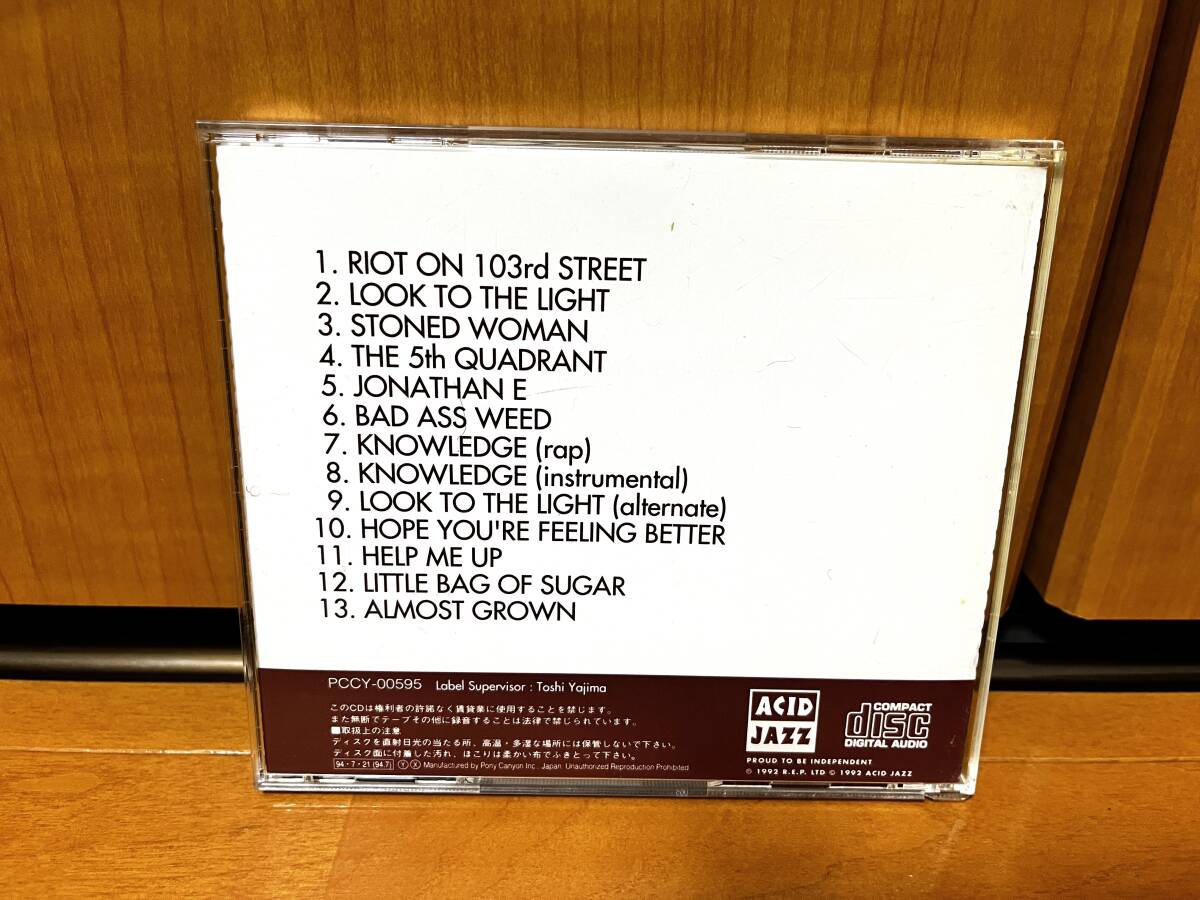 1. RIOT ON 103rd STREET
2. LOOK TO THE LIGHT
3. STONED WOMAN
4. THE 5th QUADRANT
5. JONATHAN E
6. BAD ASS WEED
7. KNOWLEDGE (rap)
8. KNOWLEDGE (instrumental)
9. LOOK TO THE LIGHT (alternate)
10. HOPE YOU'RE FEELING BETTER
11. HELP ME UP
12. LITTLE BAG OF SUGAR
13. ALMOST GROWN
PCCY-00595 Label Supervisor : Toshi Yajima
このCDは権利者の許諾なく賃貸業に使用することを禁じます。
また無断でテープその他に録音することは法律で禁じられています。
■取扱上の注意
ディスクを直射日光の当たる所、高温・多湿な場所には保管しないで下さい。
ディスク面に付着した汚れ、ほこりは柔かい布でふきとって下さい。
94・7・21 (94.7) Ⓨ Ⓧ Manufactured by Pony Canyon Inc., Japan. Unauthorized Reproduction Prohibited
ACID
JAZZ
PROUD TO BE INDEPENDENT
℗ 1992 R.E.P. LTD © 1992 ACID JAZZ
COMPACT
disc
DIGITAL AUDIO